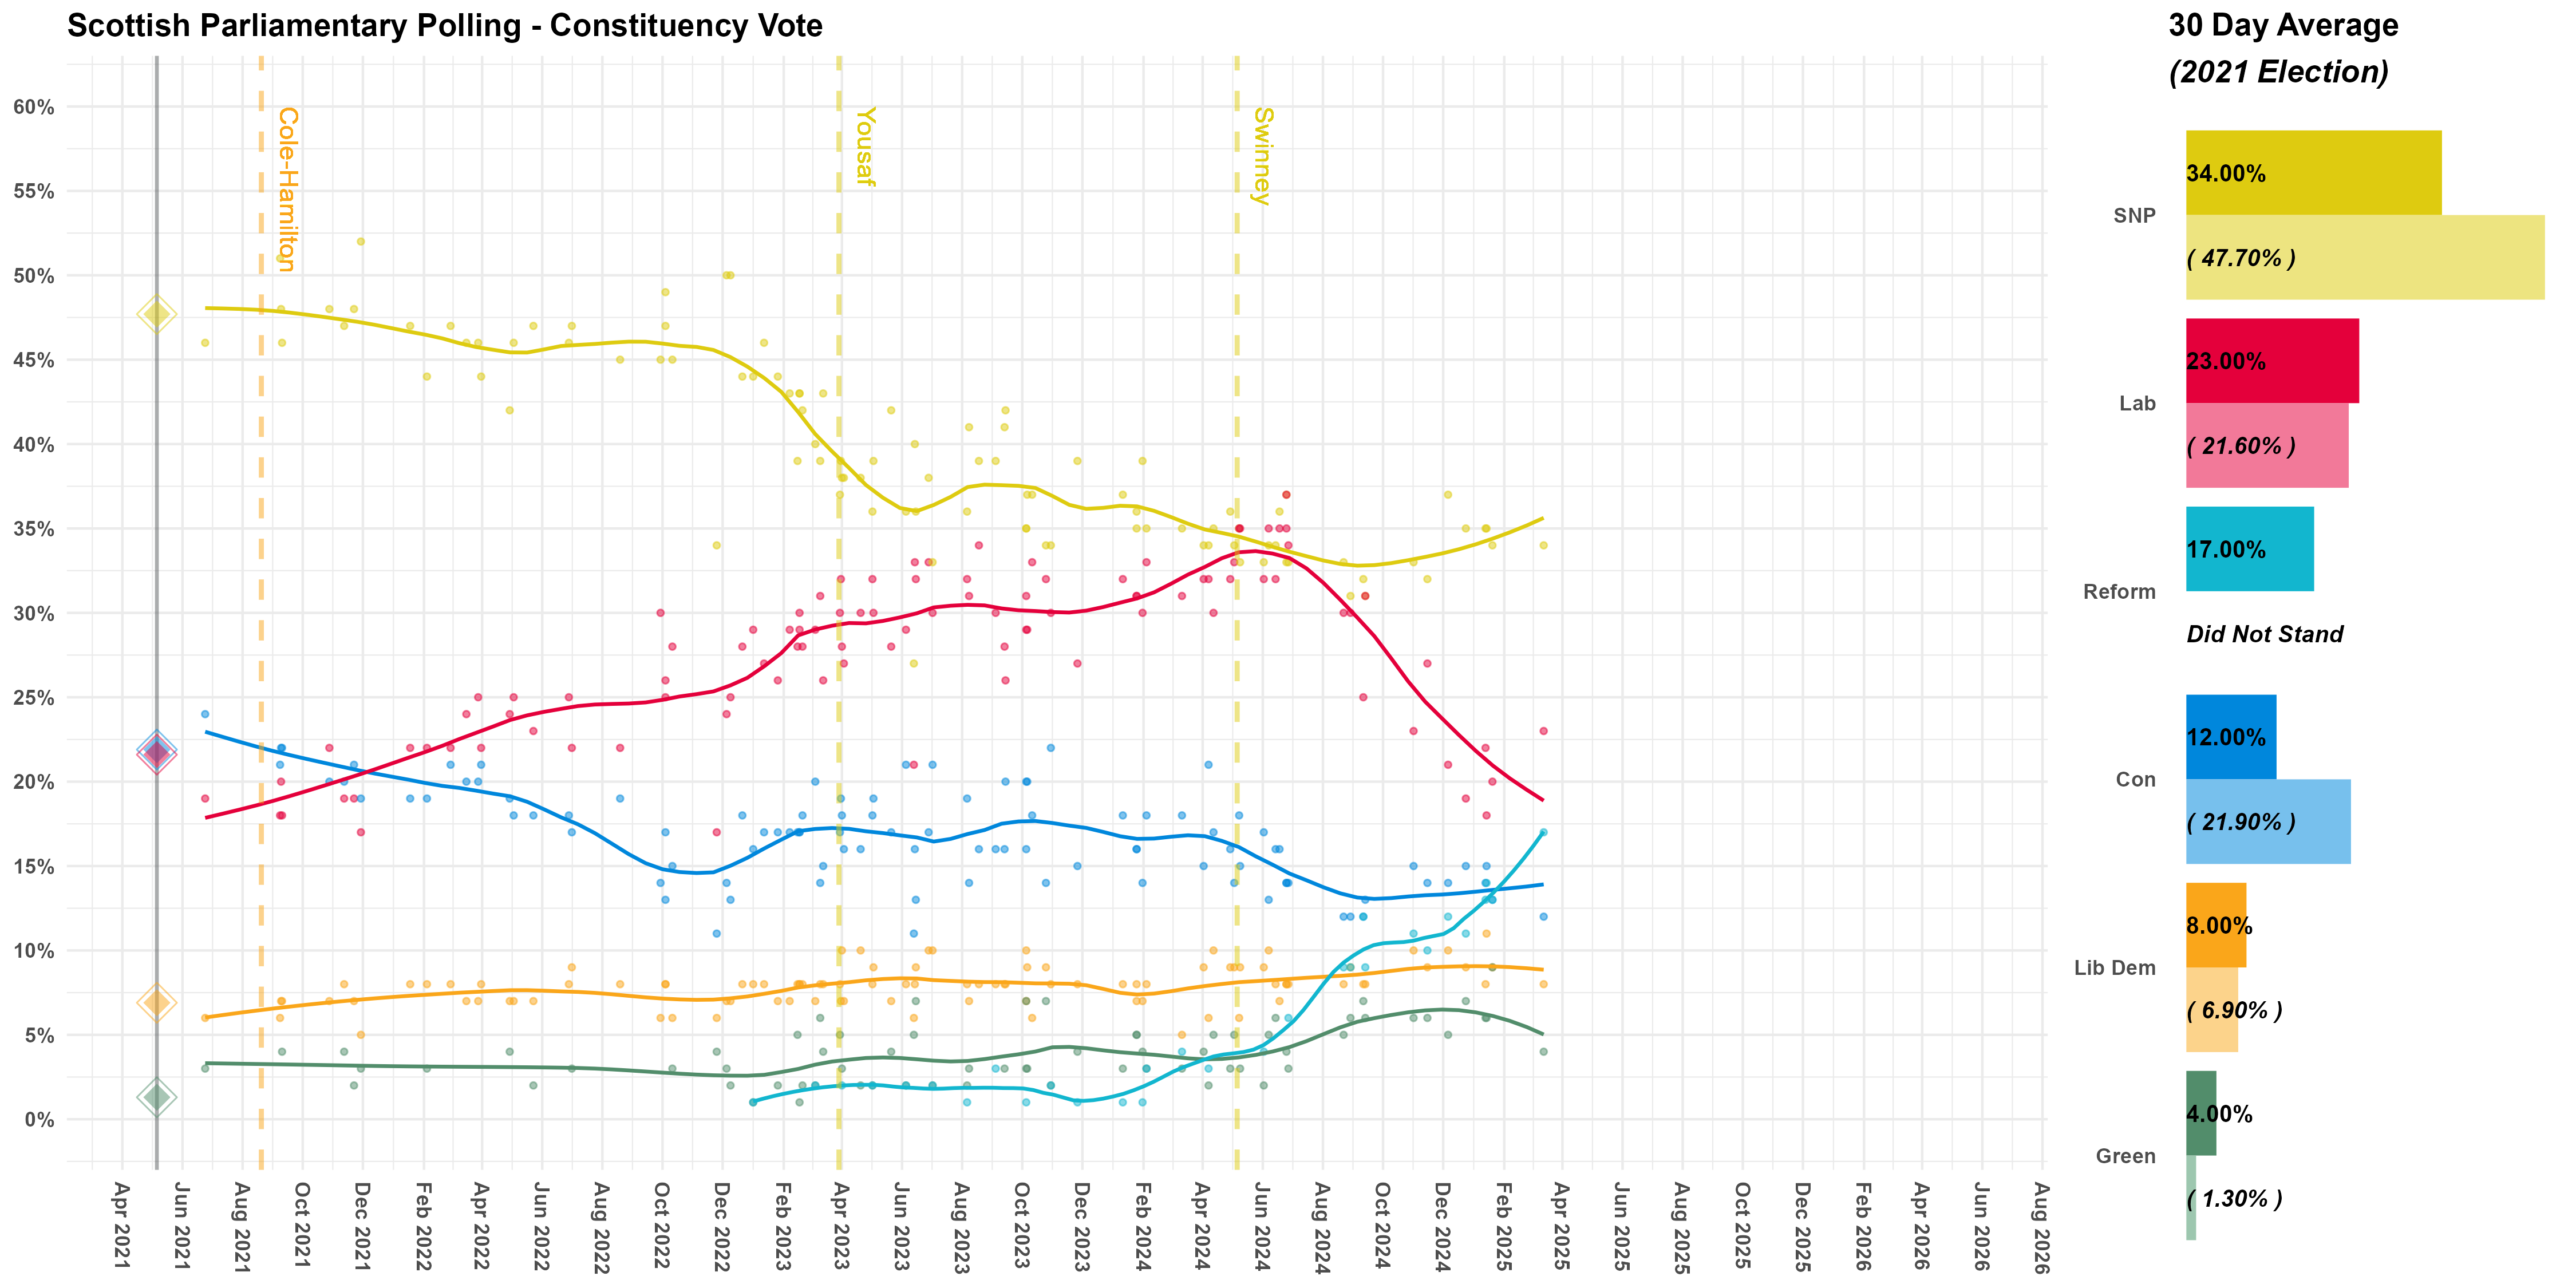 Scottish Parliamentary Polling - Constituency Vote
60%
55%
50%
45%
40%
35%
30%
25%
20%
15%
10%
5%
0%
Cole-Hamilton
Yousaf
Swinney
Apr 2021
Jun 2021
Aug 2021
Oct 2021
Dec 2021
Feb 2022
Apr 2022
Jun 2022
Aug 2022
Oct 2022
Dec 2022
Feb 2023
Apr 2023
Jun 2023
Aug 2023
Oct 2023
Dec 2023
Feb 2024
Apr 2024
Jun 2024
Aug 2024
Oct 2024
Dec 2024
Feb 2025
Apr 2025
Jun 2025
Aug 2025
Oct 2025
Dec 2025
Feb 2026
Apr 2026
Jun 2026
Aug 2026
30 Day Average
(2021 Election)
SNP
34.00%
( 47.70% )
Lab
23.00%
( 21.60% )
Reform
17.00%
Did Not Stand
Con
12.00%
( 21.90% )
Lib Dem
8.00%
( 6.90% )
Green
4.00%
( 1.30% )